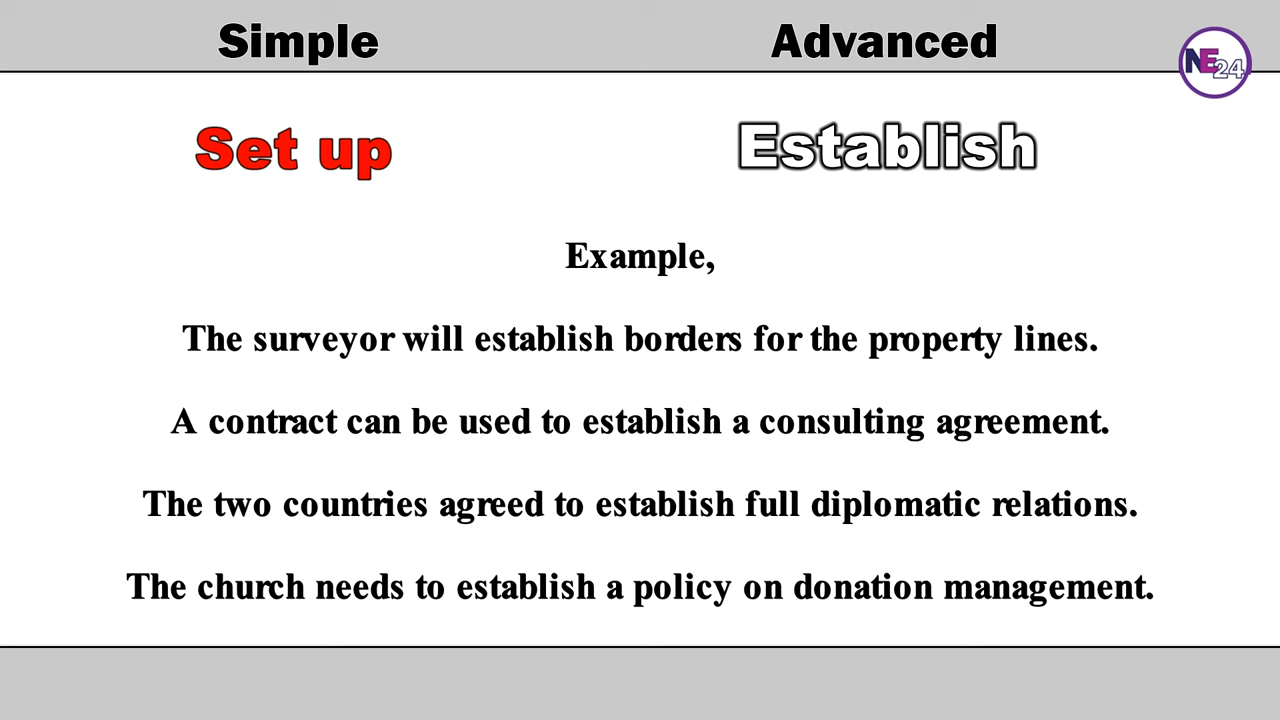 Simple Advanced
NE24
Set up Establish
Example,
The surveyor will establish borders for the property lines.
A contract can be used to establish a consulting agreement.
The two countries agreed to establish full diplomatic relations.
The church needs to establish a policy on donation management.